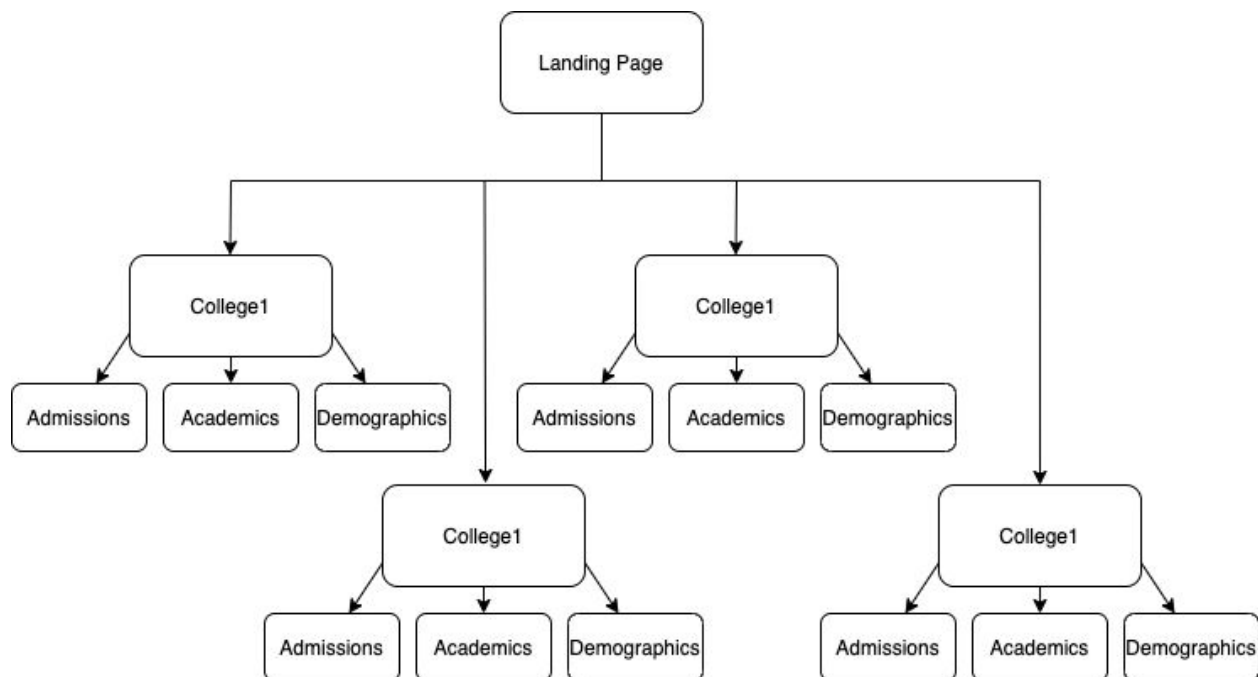 Landing Page
College1
College1
Admissions
Academics
Demographics
Admissions
Academics
Demographics
College1
College1
Admissions
Academics
Demographics
Admissions
Academics
Demographics